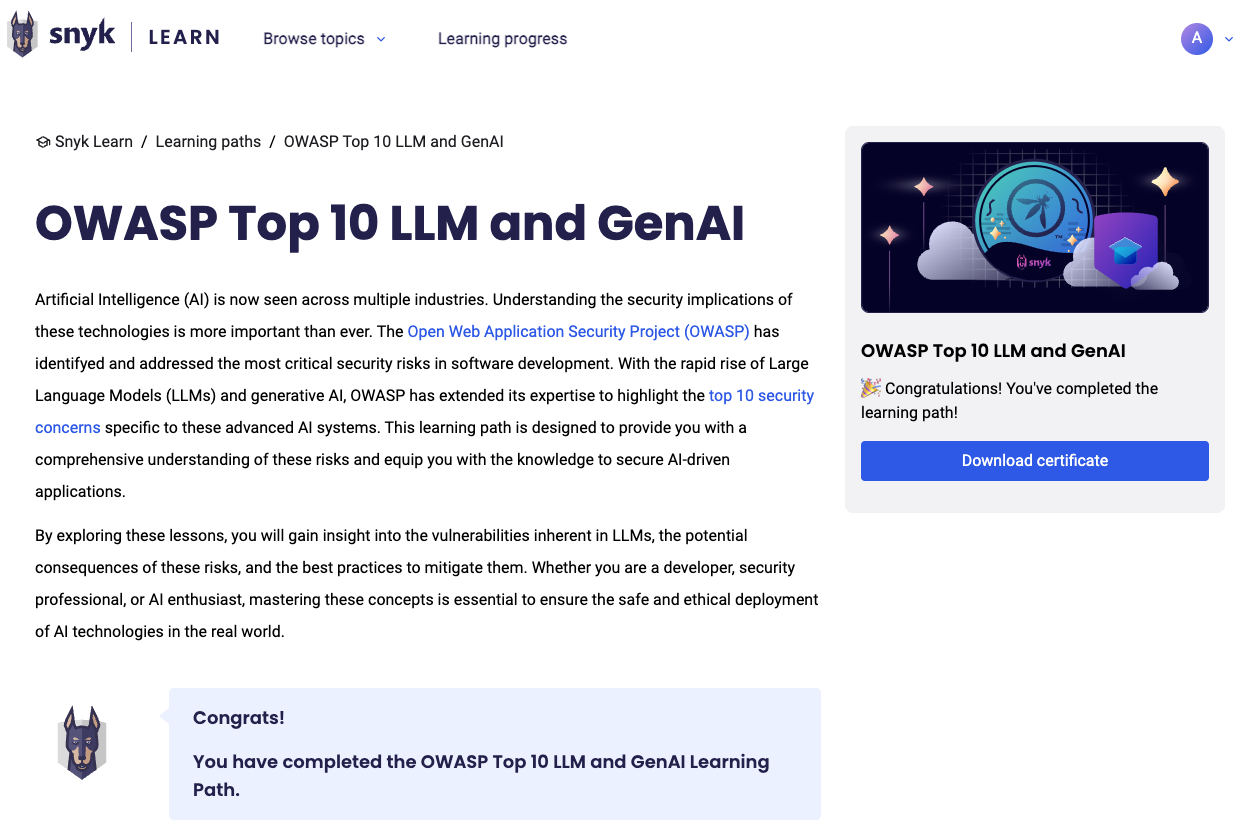 snyk LEARN Browse topics Learning progress A
Snyk Learn / Learning paths / OWASP Top 10 LLM and GenAI
OWASP Top 10 LLM and GenAI
Artificial Intelligence (AI) is now seen across multiple industries. Understanding the security implications of
these technologies is more important than ever. The Open Web Application Security Project (OWASP) has
identifyed and addressed the most critical security risks in software development. With the rapid rise of Large
Language Models (LLMs) and generative AI, OWASP has extended its expertise to highlight the top 10 security
concerns specific to these advanced AI systems. This learning path is designed to provide you with a
comprehensive understanding of these risks and equip you with the knowledge to secure AI-driven
applications.
By exploring these lessons, you will gain insight into the vulnerabilities inherent in LLMs, the potential
consequences of these risks, and the best practices to mitigate them. Whether you are a developer, security
professional, or AI enthusiast, mastering these concepts is essential to ensure the safe and ethical deployment
of AI technologies in the real world.
Congrats!
You have completed the OWASP Top 10 LLM and GenAI Learning
Path.
snyk
OWASP Top 10 LLM and GenAI
🎉 Congratulations! You've completed the
learning path!
Download certificate